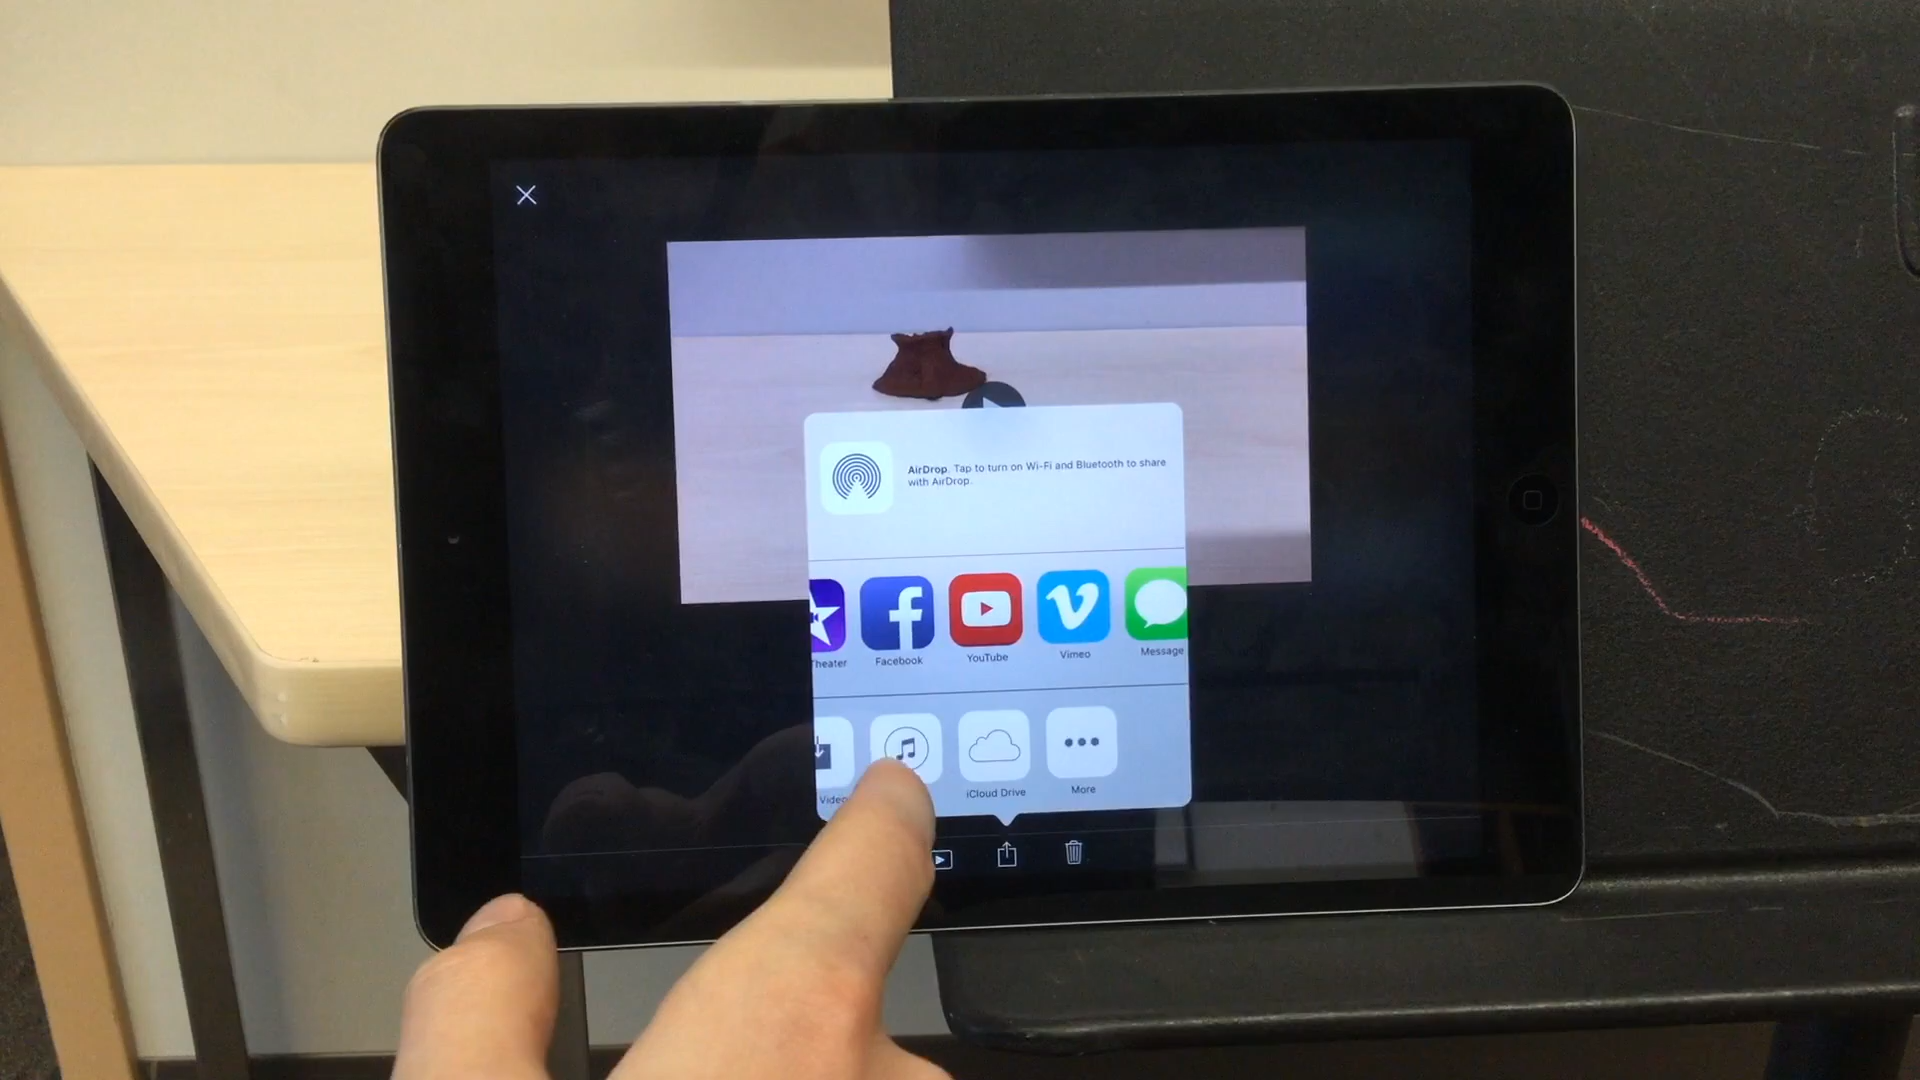 AirDrop. Tap to turn on Wi-Fi and Bluetooth to share
with AirDrop.
Theater
Facebook
YouTube
Vimeo
Message
Video
iCloud Drive
More